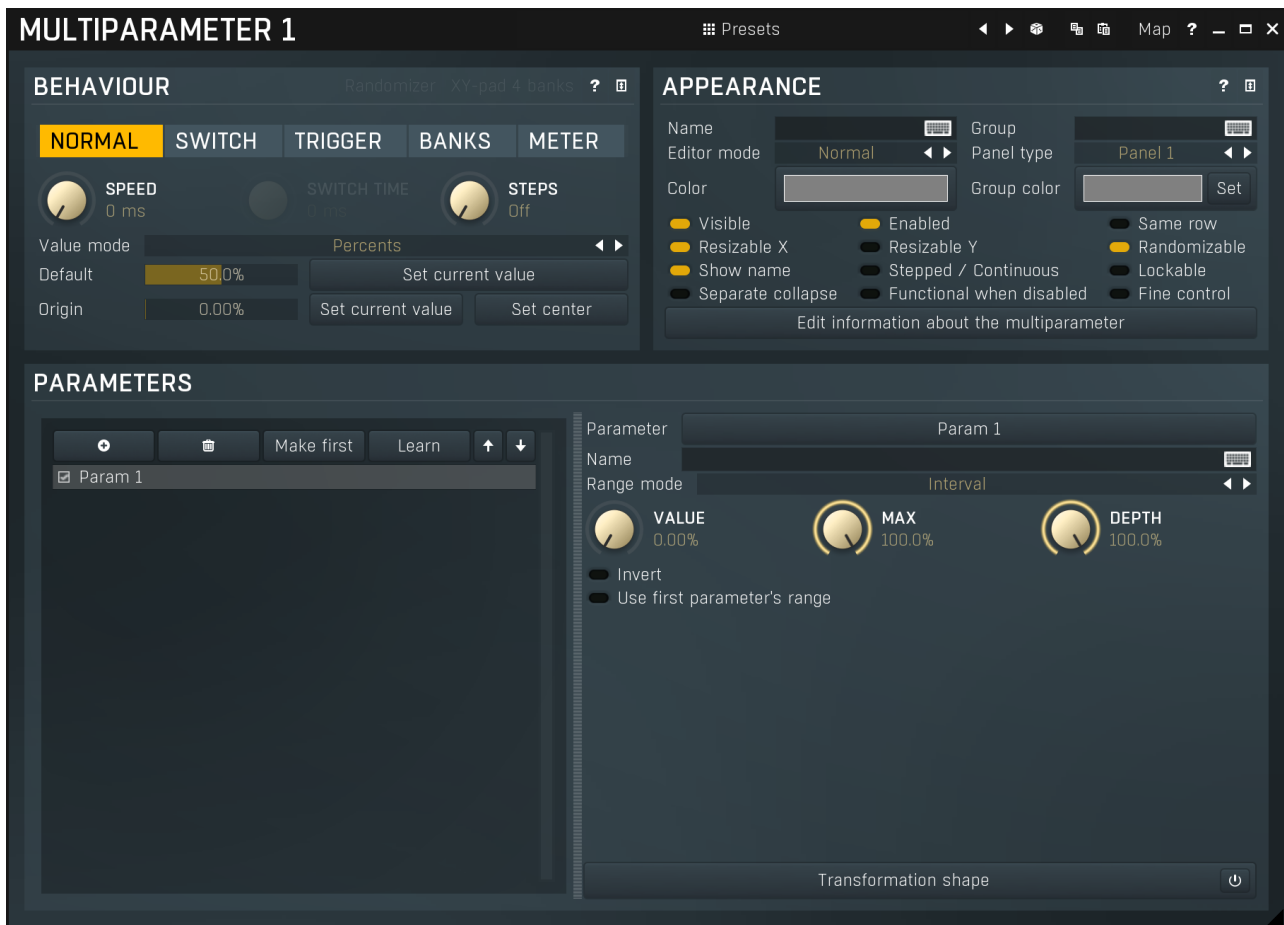 MULTIPARAMETER 1 Presets Map ?
BEHAVIOUR Randomizer XY-pad 4 banks ?
NORMAL SWITCH TRIGGER BANKS METER
SPEED SWITCH TIME STEPS
0 ms 0 ms Off
Value mode Percents
Default 50.0% Set current value
Origin 0.00% Set current value Set center
APPEARANCE ?
Name Group
Editor mode Normal Panel type Panel 1
Color Group color Set
Visible Enabled Same row
Resizable X Resizable Y Randomizable
Show name Stepped / Continuous Lockable
Separate collapse Functional when disabled Fine control
Edit information about the multiparameter
PARAMETERS
Make first Learn
Param 1
Parameter Param 1
Name
Range mode Interval
VALUE MAX DEPTH
0.00% 100.0% 100.0%
Invert
Use first parameter's range
Transformation shape